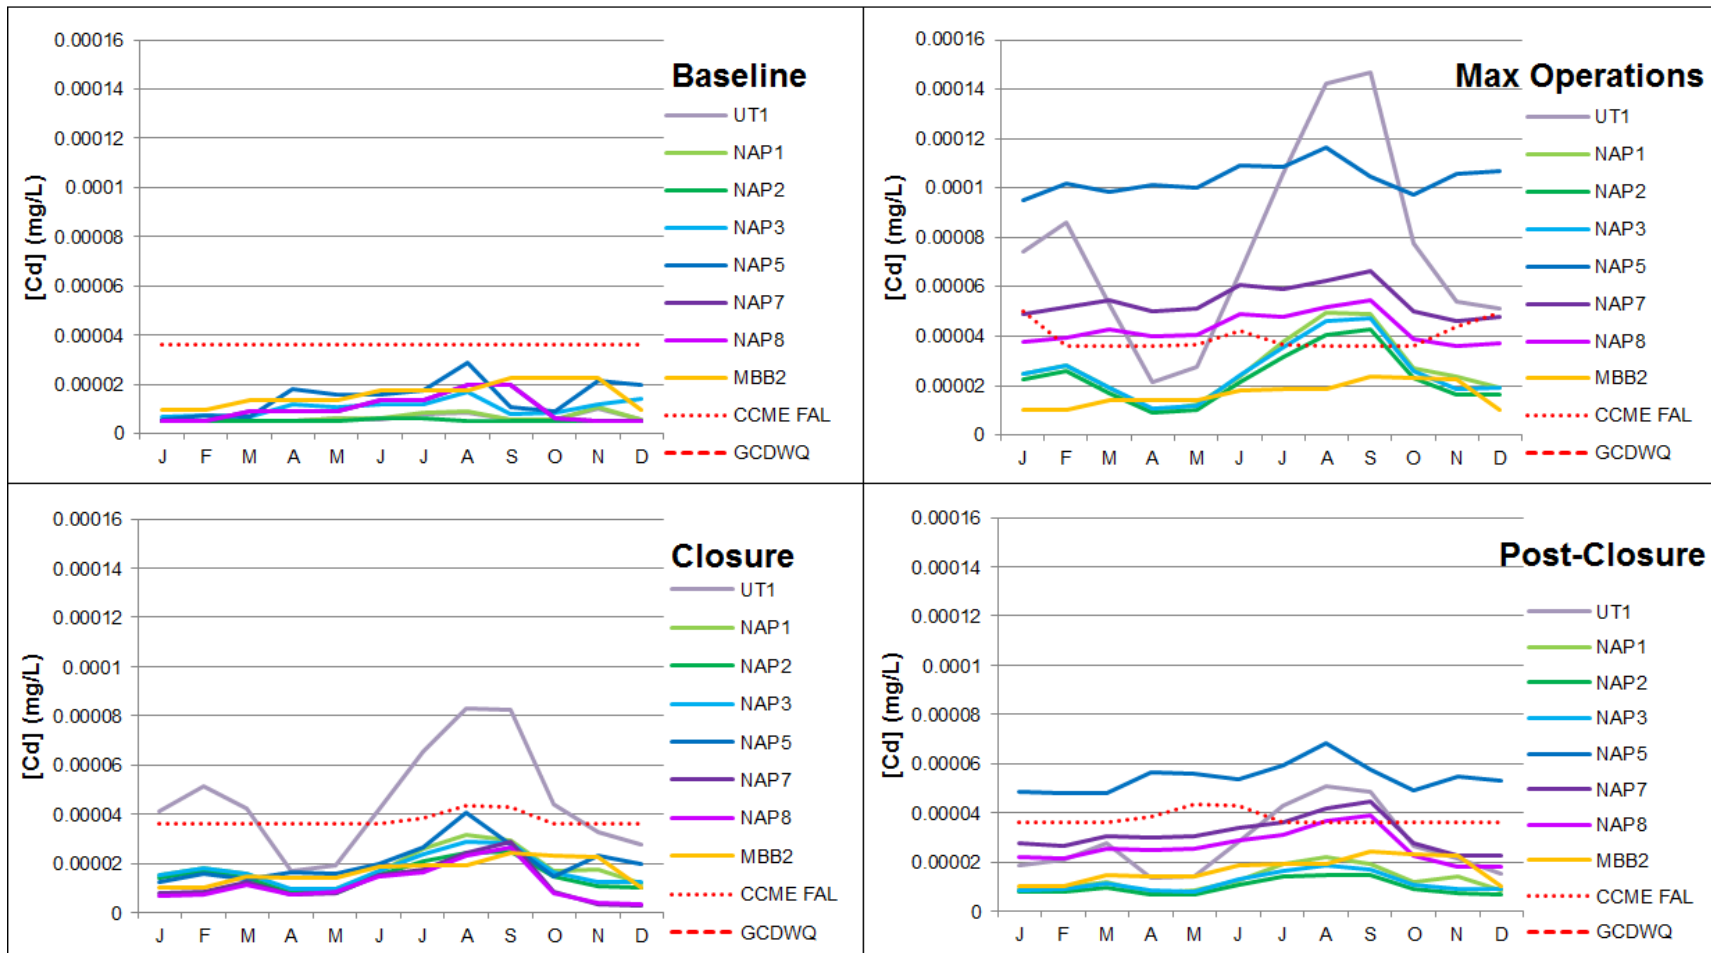 Baseline
[Cd] (mg/L)
0.00016
0.00014
0.00012
0.0001
0.00008
0.00006
0.00004
0.00002
0
J F M A M J J A S O N D
UT1
NAP1
NAP2
NAP3
NAP5
NAP7
NAP8
MBB2
CCME FAL
GCDWQ
Max Operations
[Cd] (mg/L)
0.00016
0.00014
0.00012
0.0001
0.00008
0.00006
0.00004
0.00002
0
J F M A M J J A S O N D
UT1
NAP1
NAP2
NAP3
NAP5
NAP7
NAP8
MBB2
CCME FAL
GCDWQ
Closure
[Cd] (mg/L)
0.00016
0.00014
0.00012
0.0001
0.00008
0.00006
0.00004
0.00002
0
J F M A M J J A S O N D
UT1
NAP1
NAP2
NAP3
NAP5
NAP7
NAP8
MBB2
CCME FAL
GCDWQ
Post-Closure
[Cd] (mg/L)
0.00016
0.00014
0.00012
0.0001
0.00008
0.00006
0.00004
0.00002
0
J F M A M J J A S O N D
UT1
NAP1
NAP2
NAP3
NAP5
NAP7
NAP8
MBB2
CCME FAL
GCDWQ